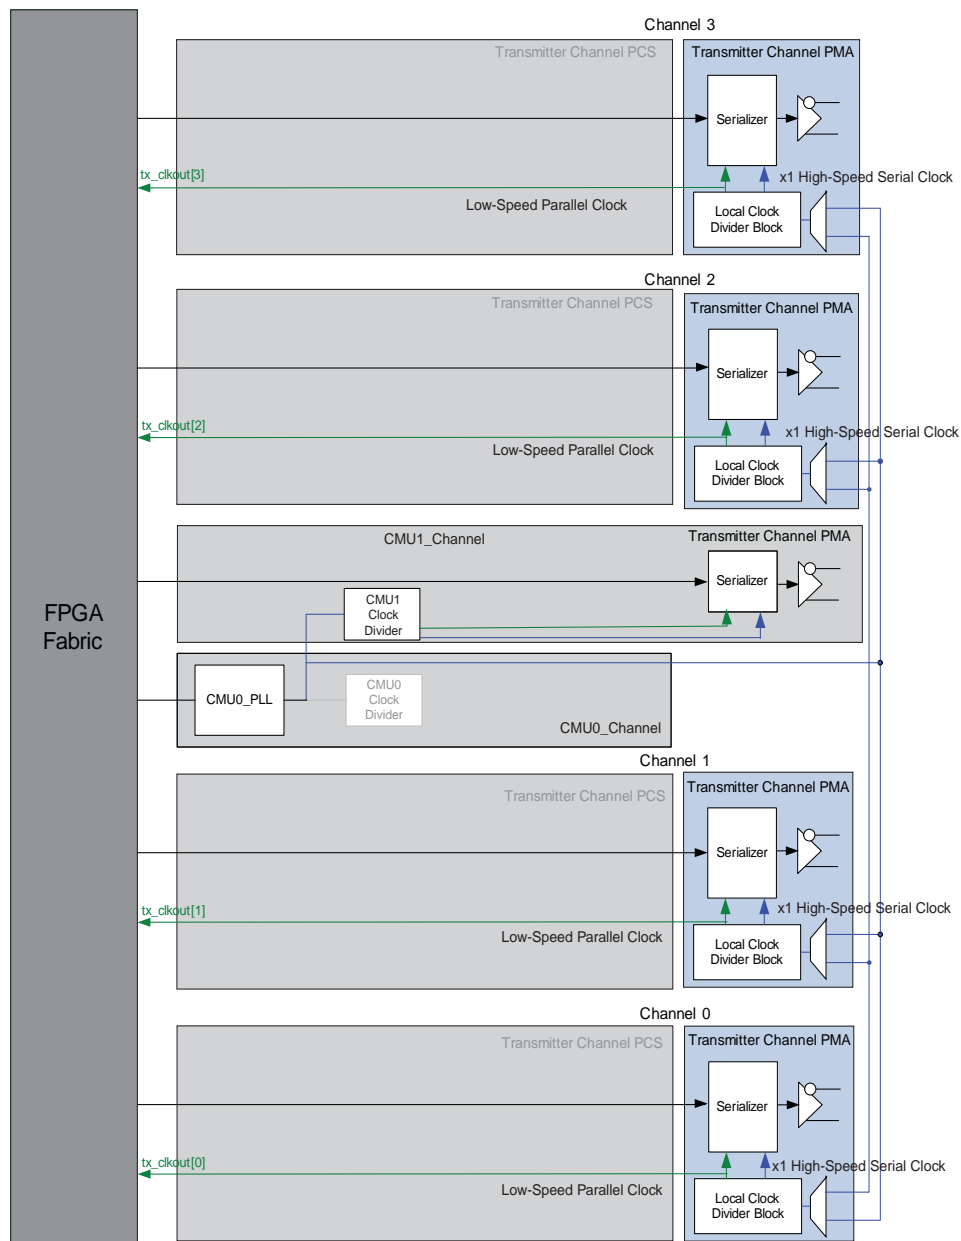 Channel 3
Transmitter Channel PCS
Transmitter Channel PMA
Serializer
tx_clkout[3]
x1 High-Speed Serial Clock
Low-Speed Parallel Clock
Local Clock
Divider Block
Channel 2
Transmitter Channel PCS
Transmitter Channel PMA
Serializer
tx_clkout[2]
x1 High-Speed Serial Clock
Low-Speed Parallel Clock
Local Clock
Divider Block
CMU1_Channel
Transmitter Channel PMA
Serializer
CMU1
Clock
Divider
FPGA
Fabric
CMU0_PLL
CMU0
Clock
Divider
CMU0_Channel
Channel 1
Transmitter Channel PCS
Transmitter Channel PMA
Serializer
tx_clkout[1]
x1 High-Speed Serial Clock
Low-Speed Parallel Clock
Local Clock
Divider Block
Channel 0
Transmitter Channel PCS
Transmitter Channel PMA
Serializer
tx_clkout[0]
x1 High-Speed Serial Clock
Low-Speed Parallel Clock
Local Clock
Divider Block